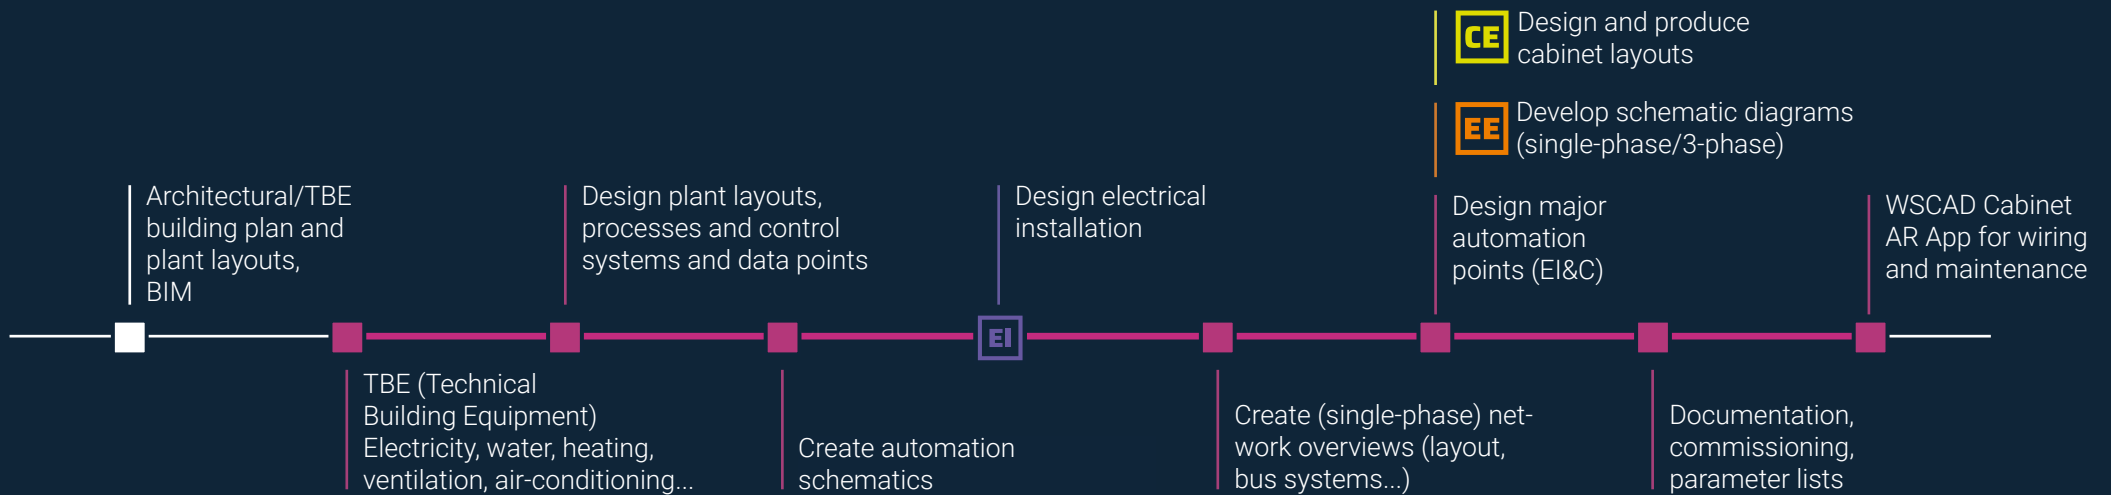 CE
Design and produce
cabinet layouts
EE
Develop schematic diagrams
(single-phase/3-phase)
Architectural/TBE
building plan and
plant layouts,
BIM
Design plant layouts,
processes and control
systems and data points
Design electrical
installation
Design major
automation
points (EI&C)
WSCAD Cabinet
AR App for wiring
and maintenance
EI
TBE (Technical
Building Equipment)
Electricity, water, heating,
ventilation, air-conditioning...
Create automation
schematics
Create (single-phase) net-
work overviews (layout,
bus systems...)
Documentation,
commissioning,
parameter lists